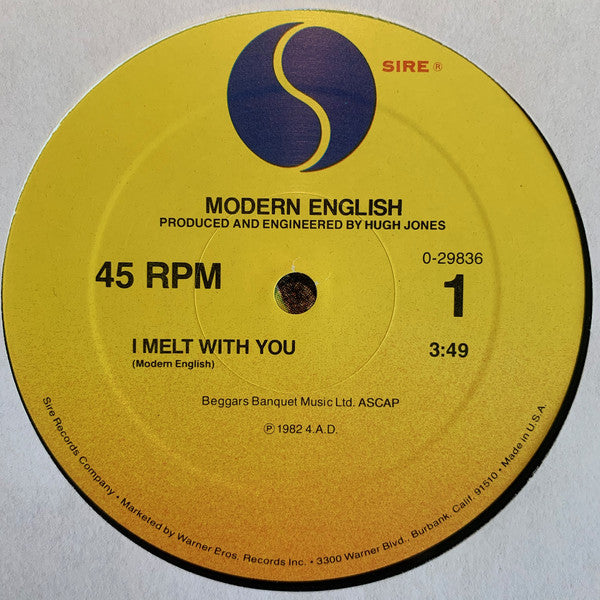 SIRE ®
MODERN ENGLISH
PRODUCED AND ENGINEERED BY HUGH JONES
45 RPM
0-29836
1
I MELT WITH YOU
3:49
(Modern English)
Beggars Banquet Music Ltd. ASCAP
℗ 1982 4.A.D.
Sire Records Company • Marketed by Warner Bros. Records Inc. • 3300 Warner Blvd., Burbank, Calif. 91510 • Made in U.S.A.